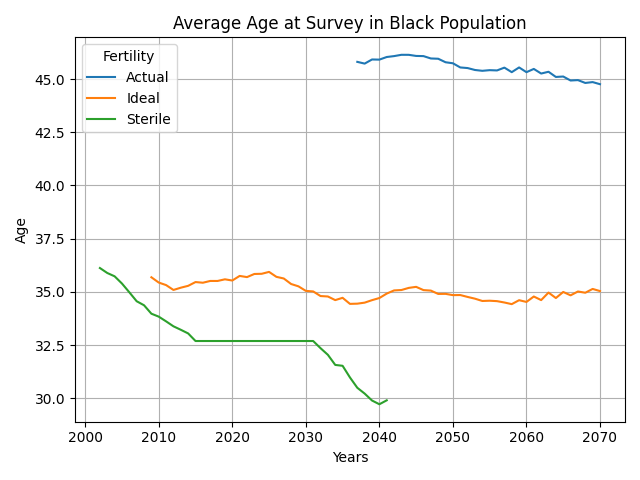 Average Age at Survey in Black Population
Fertility
Actual
Ideal
Sterile
45.0
42.5
40.0
37.5
35.0
32.5
30.0
Age
2000 2010 2020 2030 2040 2050 2060 2070
Years